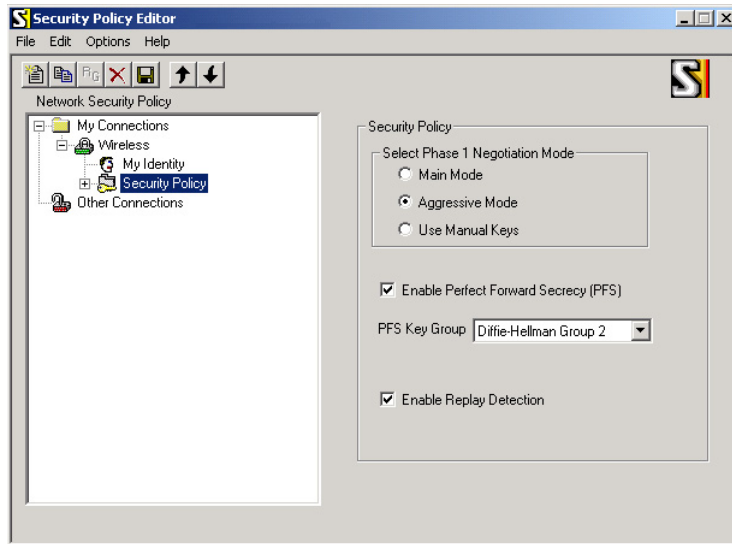 Security Policy Editor
File Edit Options Help
Network Security Policy
My Connections
Wireless
My Identity
Security Policy
Other Connections
Security Policy
Select Phase 1 Negotiation Mode
Main Mode
Aggressive Mode
Use Manual Keys
Enable Perfect Forward Secrecy (PFS)
PFS Key Group Diffie-Hellman Group 2
Enable Replay Detection